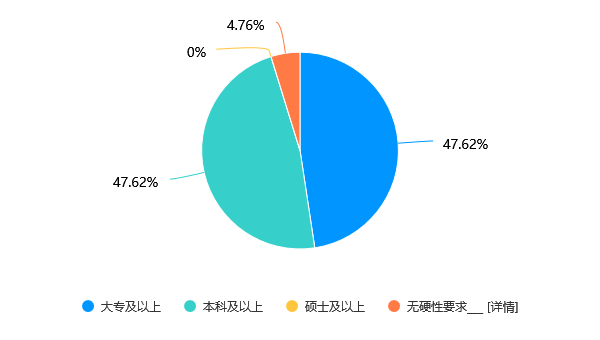 4.76%
0%
47.62%
47.62%
大专及以上 本科及以上 硕士及以上 无硬性要求___ [详情]